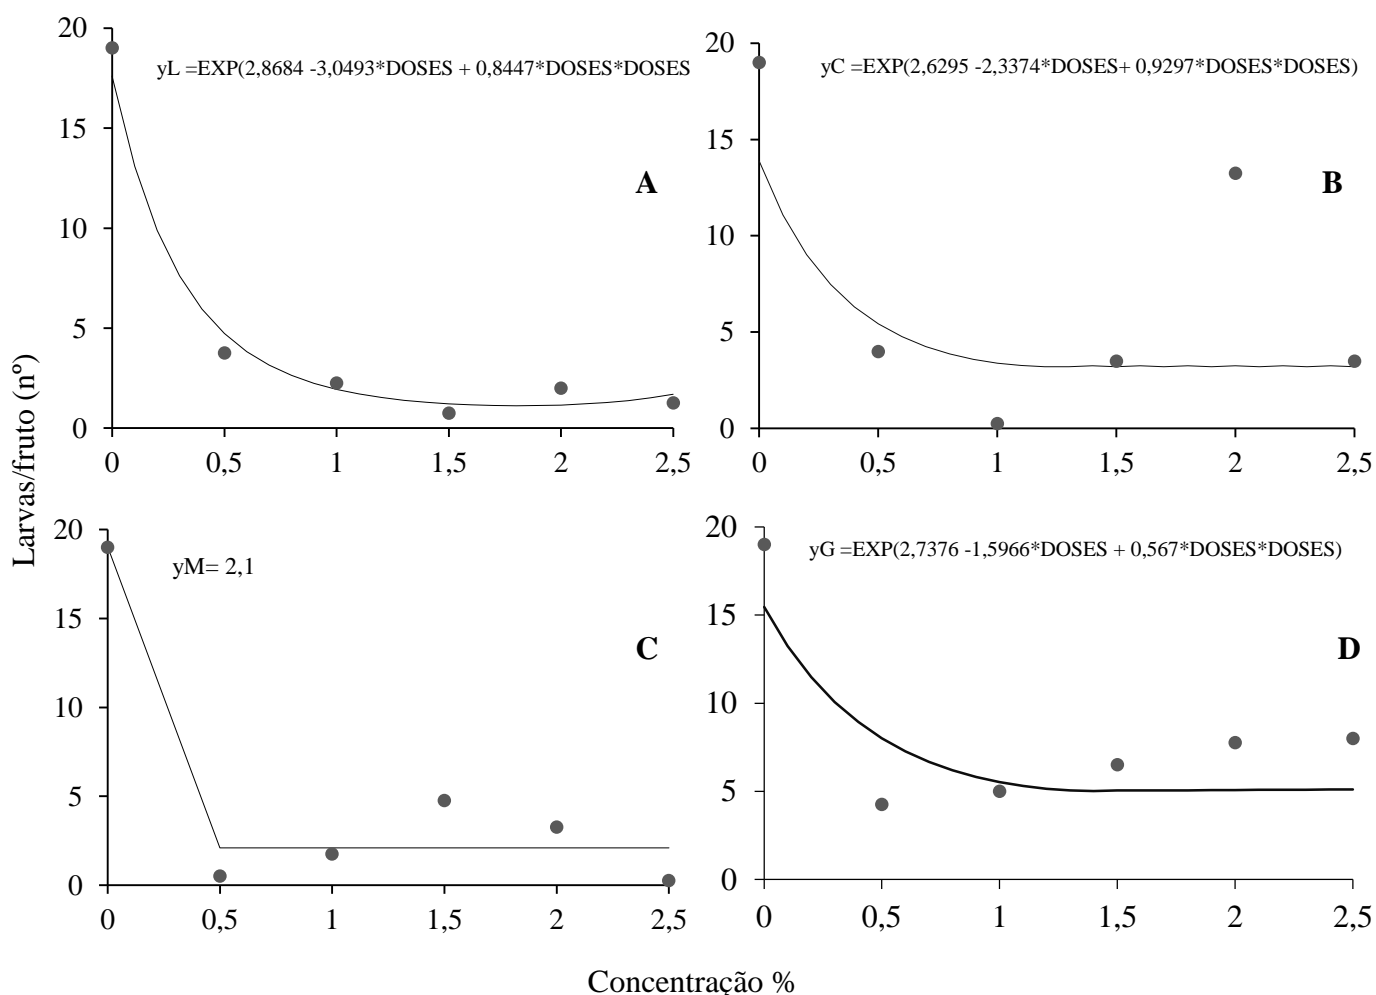 20
15
10
5
0
yL =EXP(2,8684 -3,0493*DOSES + 0,8447*DOSES*DOSES
A
0 0,5 1 1,5 2 2,5
20
15
10
5
0
yC =EXP(2,6295 -2,3374*DOSES+ 0,9297*DOSES*DOSES)
B
0 0,5 1 1,5 2 2,5
Larvas/fruto (nº)
20
15
10
5
0
yM= 2,1
C
0 0,5 1 1,5 2 2,5
20
15
10
5
0
yG =EXP(2,7376 -1,5966*DOSES + 0,567*DOSES*DOSES)
D
0 0,5 1 1,5 2 2,5
Concentração %